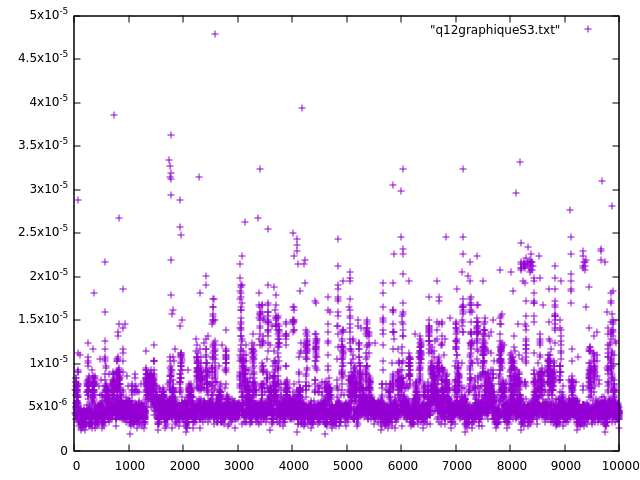 5x10⁻⁵
"q12graphiqueS3.txt"
4.5x10⁻⁵
4x10⁻⁵
3.5x10⁻⁵
3x10⁻⁵
2.5x10⁻⁵
2x10⁻⁵
1.5x10⁻⁵
1x10⁻⁵
5x10⁻⁶
0
0 1000 2000 3000 4000 5000 6000 7000 8000 9000 10000